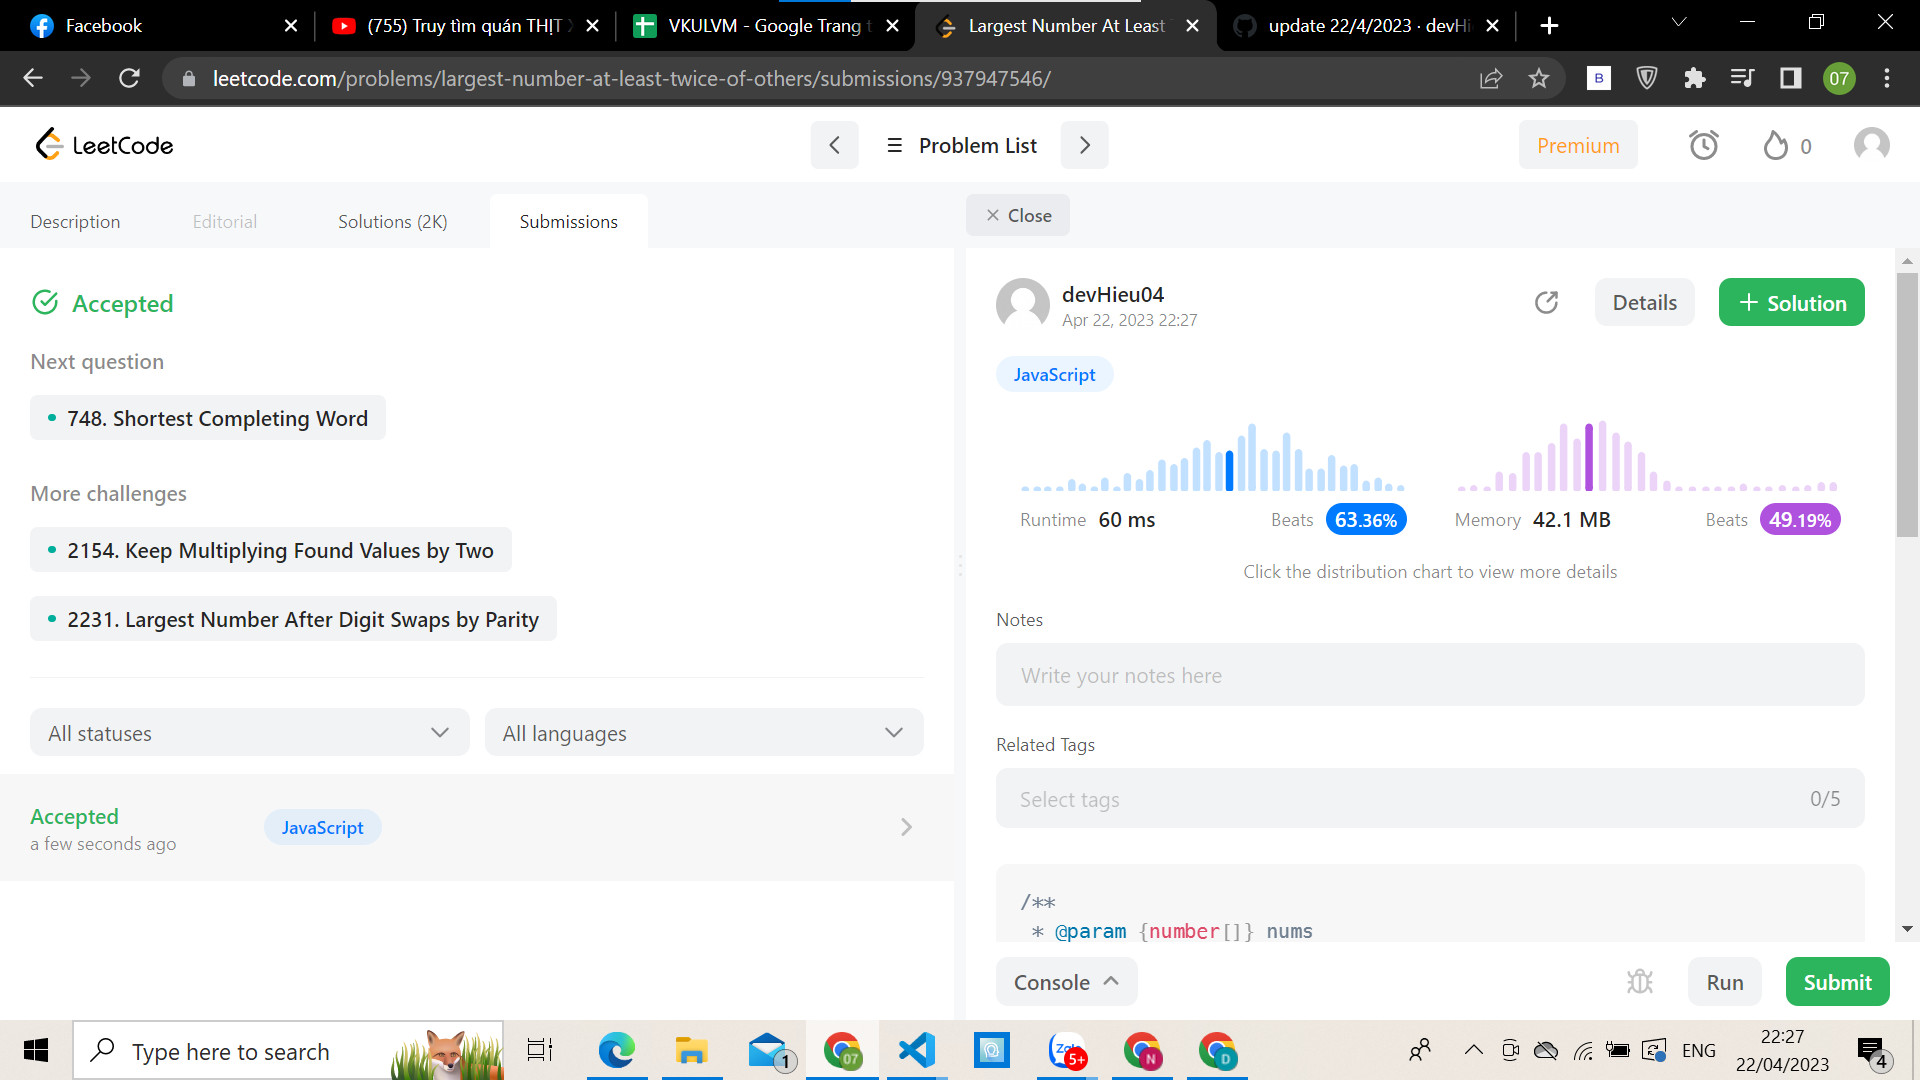 Facebook
(755) Truy tìm quán THỊT
VKULVM - Google Trang t
Largest Number At Least
update 22/4/2023 · devHi
leetcode.com/problems/largest-number-at-least-twice-of-others/submissions/937947546/
B
07
LeetCode
Problem List
Premium
0
Description
Editorial
Solutions (2K)
Submissions
Close
Accepted
Next question
748. Shortest Completing Word
More challenges
2154. Keep Multiplying Found Values by Two
2231. Largest Number After Digit Swaps by Parity
All statuses
All languages
Accepted
a few seconds ago
JavaScript
devHieu04
Apr 22, 2023 22:27
Details
+ Solution
JavaScript
Runtime 60 ms
Beats 63.36%
Memory 42.1 MB
Beats 49.19%
Click the distribution chart to view more details
Notes
Write your notes here
Related Tags
Select tags
0/5
/**
* @param {number[]} nums
Console
Run
Submit
Type here to search
1
07
5+
N
D
ENG
22:27
22/04/2023
4